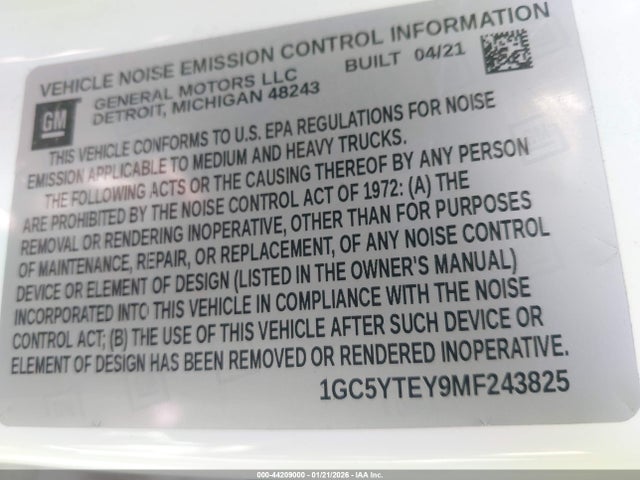 VEHICLE NOISE EMISSION CONTROL INFORMATION
GM
GENERAL MOTORS LLC BUILT 04/21
DETROIT, MICHIGAN 48243
THIS VEHICLE CONFORMS TO U.S. EPA REGULATIONS FOR NOISE
EMISSION APPLICABLE TO MEDIUM AND HEAVY TRUCKS.
THE FOLLOWING ACTS OR THE CAUSING THEREOF BY ANY PERSON
ARE PROHIBITED BY THE NOISE CONTROL ACT OF 1972: (A) THE
REMOVAL OR RENDERING INOPERATIVE, OTHER THAN FOR PURPOSES
OF MAINTENANCE, REPAIR, OR REPLACEMENT, OF ANY NOISE CONTROL
DEVICE OR ELEMENT OF DESIGN (LISTED IN THE OWNER'S MANUAL)
INCORPORATED INTO THIS VEHICLE IN COMPLIANCE WITH THE NOISE
CONTROL ACT; (B) THE USE OF THIS VEHICLE AFTER SUCH DEVICE OR
ELEMENT OF DESIGN HAS BEEN REMOVED OR RENDERED INOPERATIVE.
1GC5YTEY9MF243825
000-44209000 - 01/21/2026 - IAA Inc.